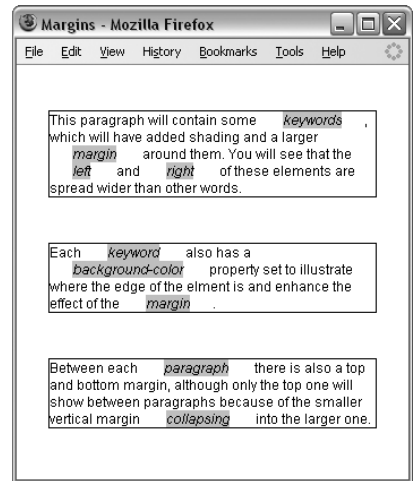 Margins - Mozilla Firefox
File Edit View History Bookmarks Tools Help
This paragraph will contain some keywords ,
which will have added shading and a larger
margin around them. You will see that the
left and right of these elements are
spread wider than other words.
Each keyword also has a
background-color property set to illustrate
where the edge of the elment is and enhance the
effect of the margin .
Between each paragraph there is also a top
and bottom margin, although only the top one will
show between paragraphs because of the smaller
vertical margin collapsing into the larger one.